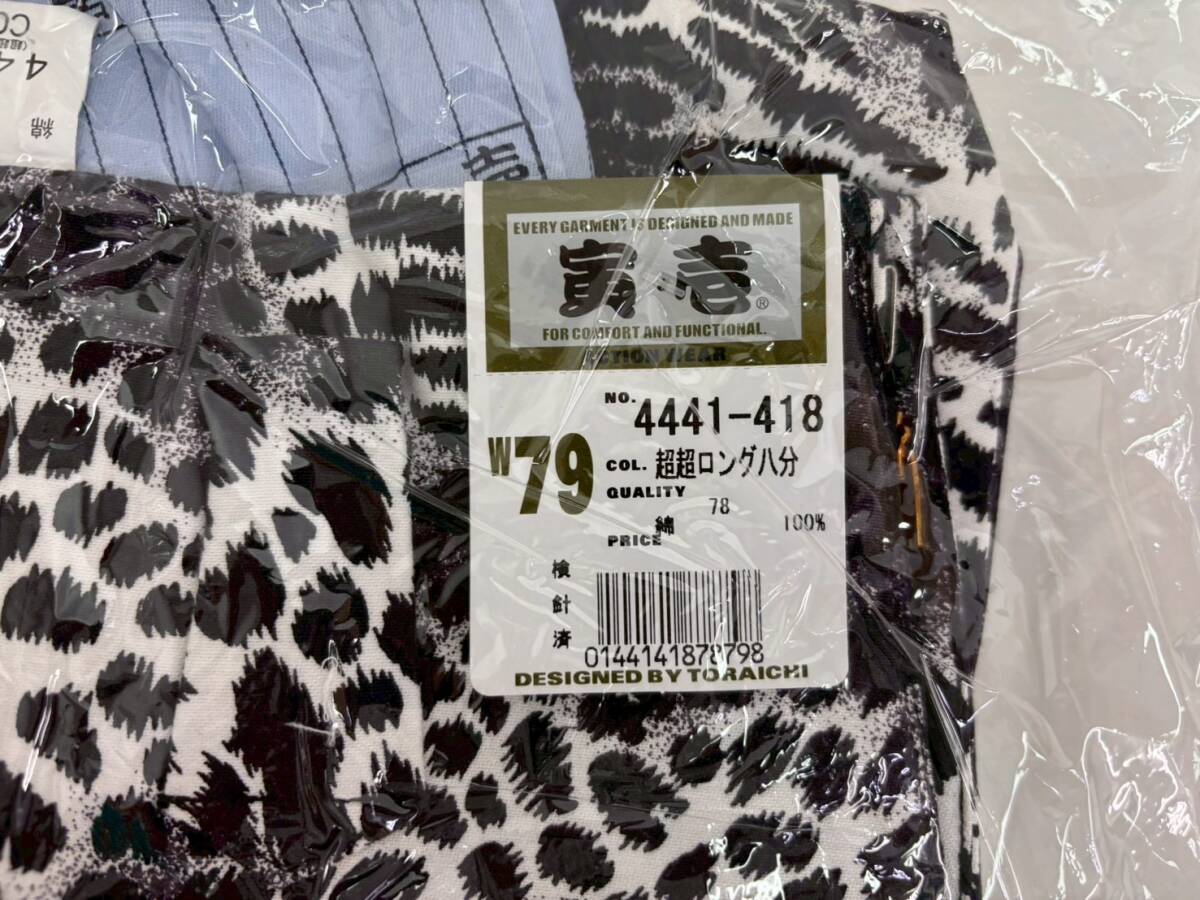 綿
壱
EVERY GARMENT IS DESIGNED AND MADE
寅壱®
FOR COMFORT AND FUNCTIONAL.
ACTION WEAR
NO. 4441-418
W79
COL. 超超ロング八分
QUALITY
78
綿 100%
PRICE
検針済
0144141878798
DESIGNED BY TORAICHI